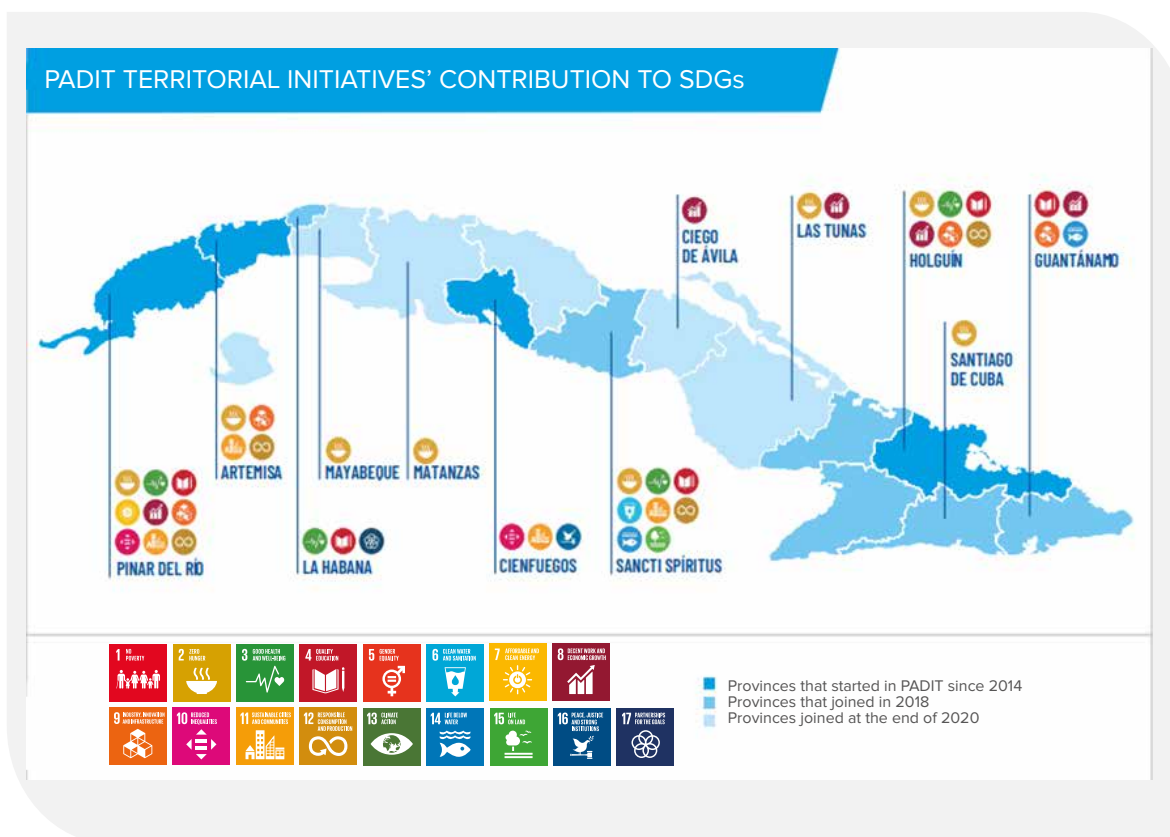 PADIT TERRITORIAL INITIATIVES' CONTRIBUTION TO SDGs
CIEGO
DE ÁVILA
LAS TUNAS
HOLGUÍN
GUANTÁNAMO
SANTIAGO
DE CUBA
ARTEMISA
MAYABEQUE
MATANZAS
PINAR DEL RÍO
LA HABANA
CIENFUEGOS
SANCTI SPÍRITUS
1 NO
POVERTY
2 ZERO
HUNGER
3 GOOD HEALTH
AND WELL-BEING
4 QUALITY
EDUCATION
5 GENDER
EQUALITY
6 CLEAN WATER
AND SANITATION
7 AFFORDABLE AND
CLEAN ENERGY
8 DECENT WORK AND
ECONOMIC GROWTH
9 INDUSTRY, INNOVATION
AND INFRASTRUCTURE
10 REDUCED
INEQUALITIES
11 SUSTAINABLE CITIES
AND COMMUNITIES
12 RESPONSIBLE
CONSUMPTION
AND PRODUCTION
13 CLIMATE
ACTION
14 LIFE BELOW
WATER
15 LIFE
ON LAND
16 PEACE, JUSTICE
AND STRONG
INSTITUTIONS
17 PARTNERSHIPS
FOR THE GOALS
Provinces that started in PADIT since 2014
Provinces that joined in 2018
Provinces joined at the end of 2020